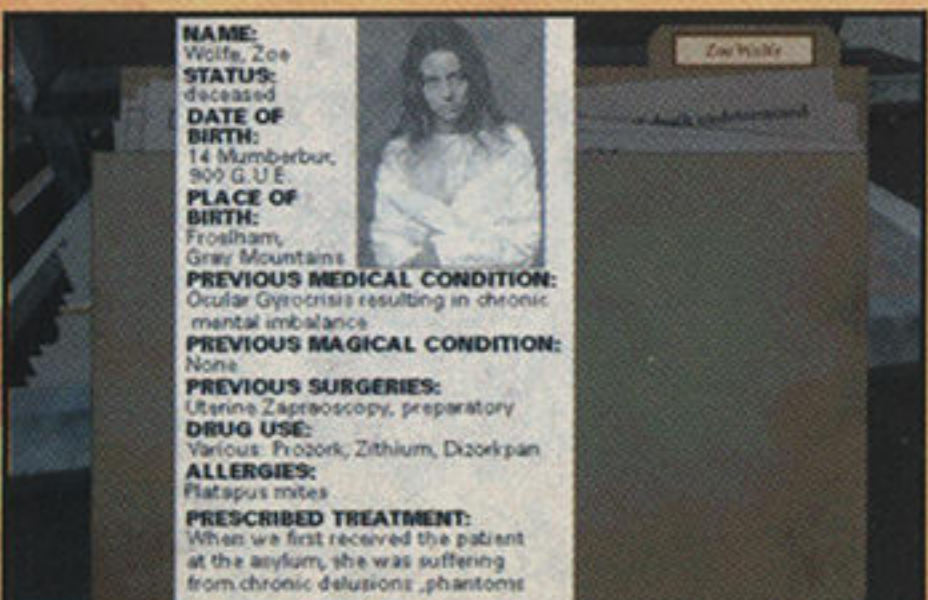 NAME:
Wolfe, Zoe
STATUS:
deceased
DATE OF
BIRTH:
14 Mumberbur,
900 G.U.E.
PLACE OF
BIRTH:
Froelham,
Gray Mountains
PREVIOUS MEDICAL CONDITION:
Ocular Gyrocrisis resulting in chronic
mental imbalance
PREVIOUS MAGICAL CONDITION:
None
PREVIOUS SURGERIES:
Uterine Zapraoscopy, preparatory
DRUG USE:
Various: Prozork, Zithium, Dizorkpan
ALLERGIES:
Platapus mites
PRESCRIBED TREATMENT:
When we first received the patient
at the asylum, she was suffering
from chronic delusions ,phantoms
Zoe Wolfe
death undetermined